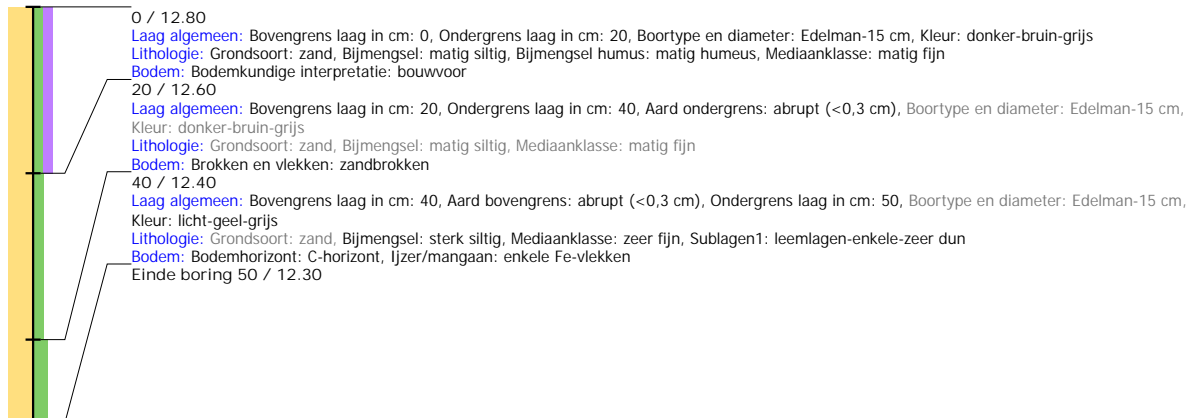 0 / 12.80
Laag algemeen: Bovengrens laag in cm: 0, Ondergrens laag in cm: 20, Boortype en diameter: Edelman-15 cm, Kleur: donker-bruin-grijs
Lithologie: Grondsoort: zand, Bijmengsel: matig siltig, Bijmengsel humus: matig humeus, Mediaanklasse: matig fijn
Bodem: Bodemkundige interpretatie: bouwvoor
20 / 12.60
Laag algemeen: Bovengrens laag in cm: 20, Ondergrens laag in cm: 40, Aard ondergrens: abrupt (<0,3 cm), Boortype en diameter: Edelman-15 cm,
Kleur: donker-bruin-grijs
Lithologie: Grondsoort: zand, Bijmengsel: matig siltig, Mediaanklasse: matig fijn
Bodem: Brokken en vlekken: zandbrokken
40 / 12.40
Laag algemeen: Bovengrens laag in cm: 40, Aard bovengrens: abrupt (<0,3 cm), Ondergrens laag in cm: 50, Boortype en diameter: Edelman-15 cm,
Kleur: licht-geel-grijs
Lithologie: Grondsoort: zand, Bijmengsel: sterk siltig, Mediaanklasse: zeer fijn, Sublagen1: leemlagen-enkele-zeer dun
Bodem: Bodemhorizont: C-horizont, Ijzer/mangaan: enkele Fe-vlekken
Einde boring 50 / 12.30